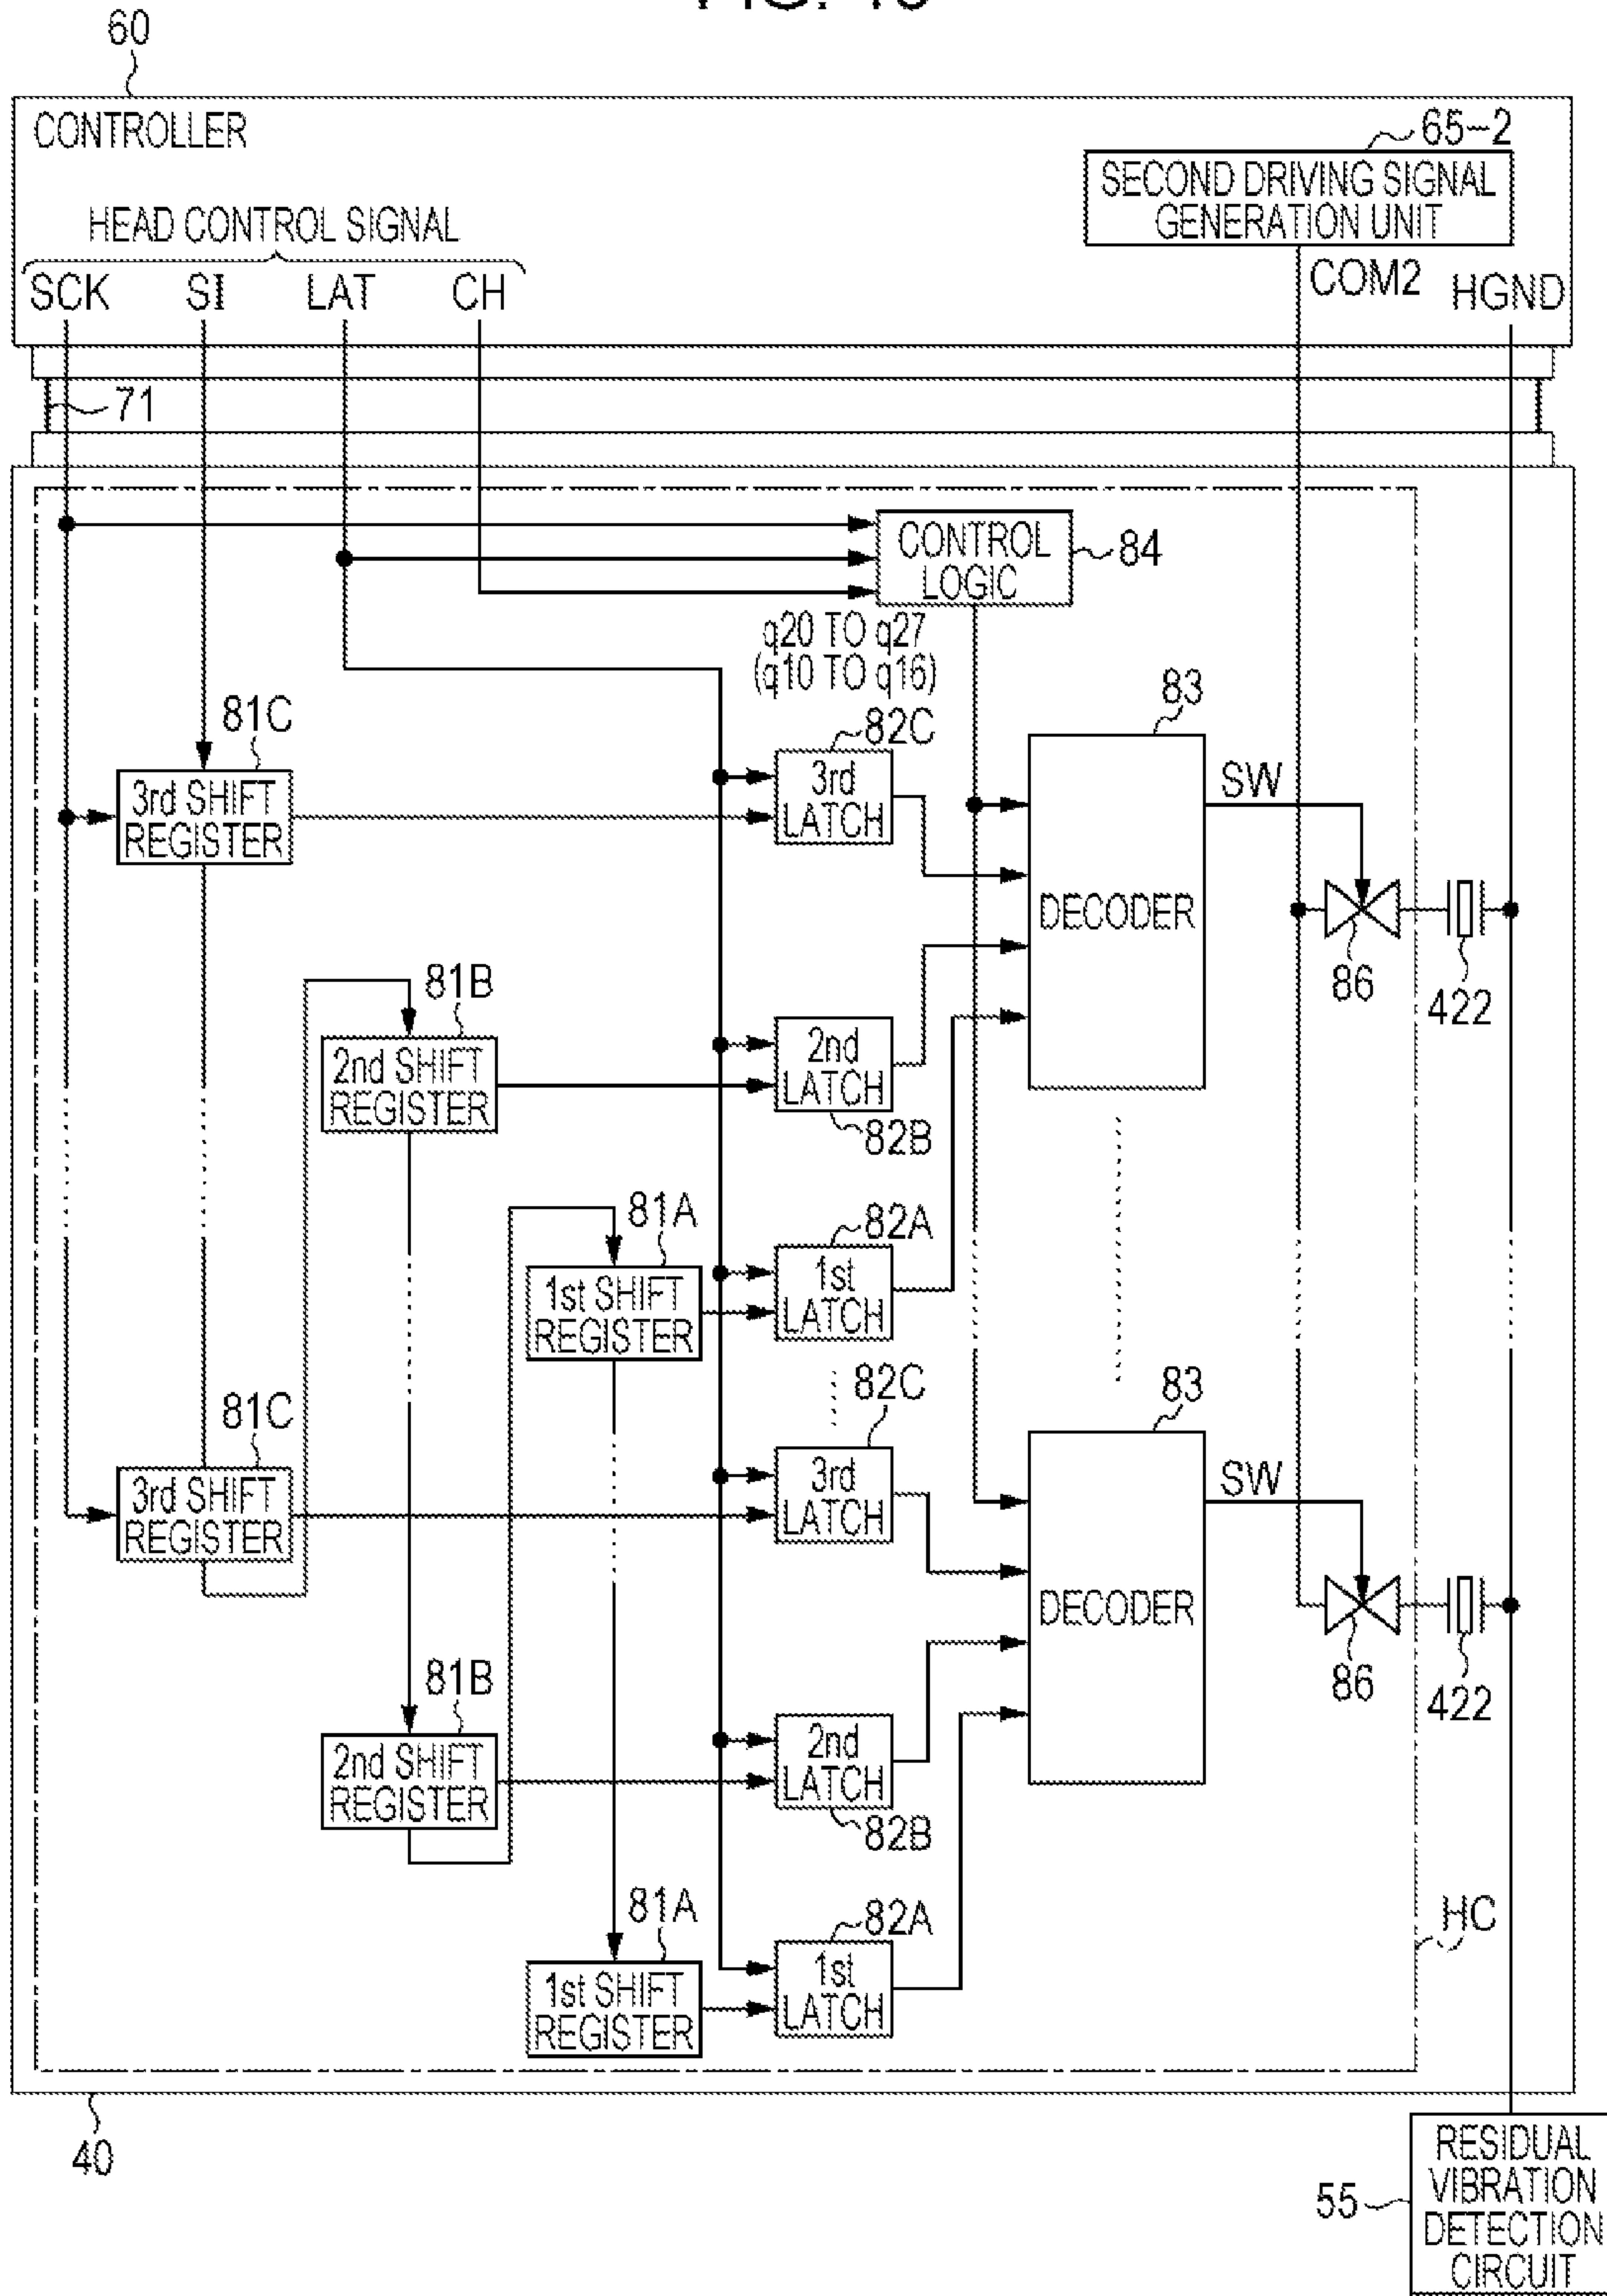 60
CONTROLLER
65-2
SECOND DRIVING SIGNAL
GENERATION UNIT
HEAD CONTROL SIGNAL
SCK
SI
LAT
CH
COM2
HGND
71
CONTROL
LOGIC
84
q20 TO q27
(q10 TO q16)
81C
3rd SHIFT
REGISTER
82C
3rd
LATCH
83
DECODER
SW
86
422
81B
2nd SHIFT
REGISTER
2nd
LATCH
82B
81A
1st SHIFT
REGISTER
82A
1st
LATCH
81C
3rd SHIFT
REGISTER
82C
3rd
LATCH
83
DECODER
SW
86
422
81B
2nd SHIFT
REGISTER
2nd
LATCH
82B
81A
1st SHIFT
REGISTER
82A
1st
LATCH
HC
40
55
RESIDUAL
VIBRATION
DETECTION
CIRCUIT